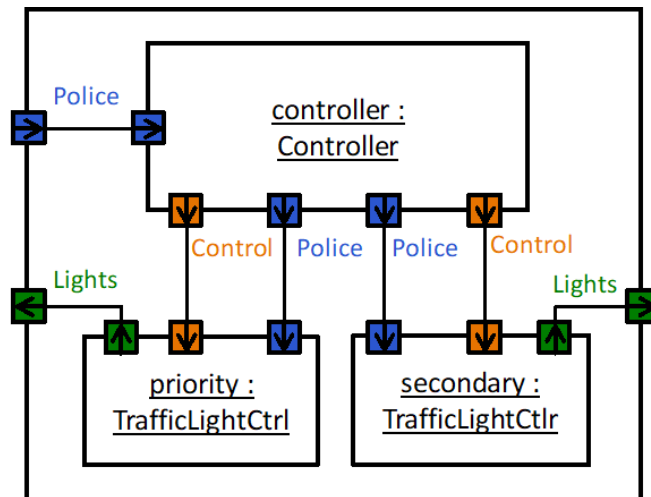 Police
controller :
Controller
Control
Police
Police
Control
Lights
Lights
priority :
TrafficLightCtrl
secondary :
TrafficLightCtlr